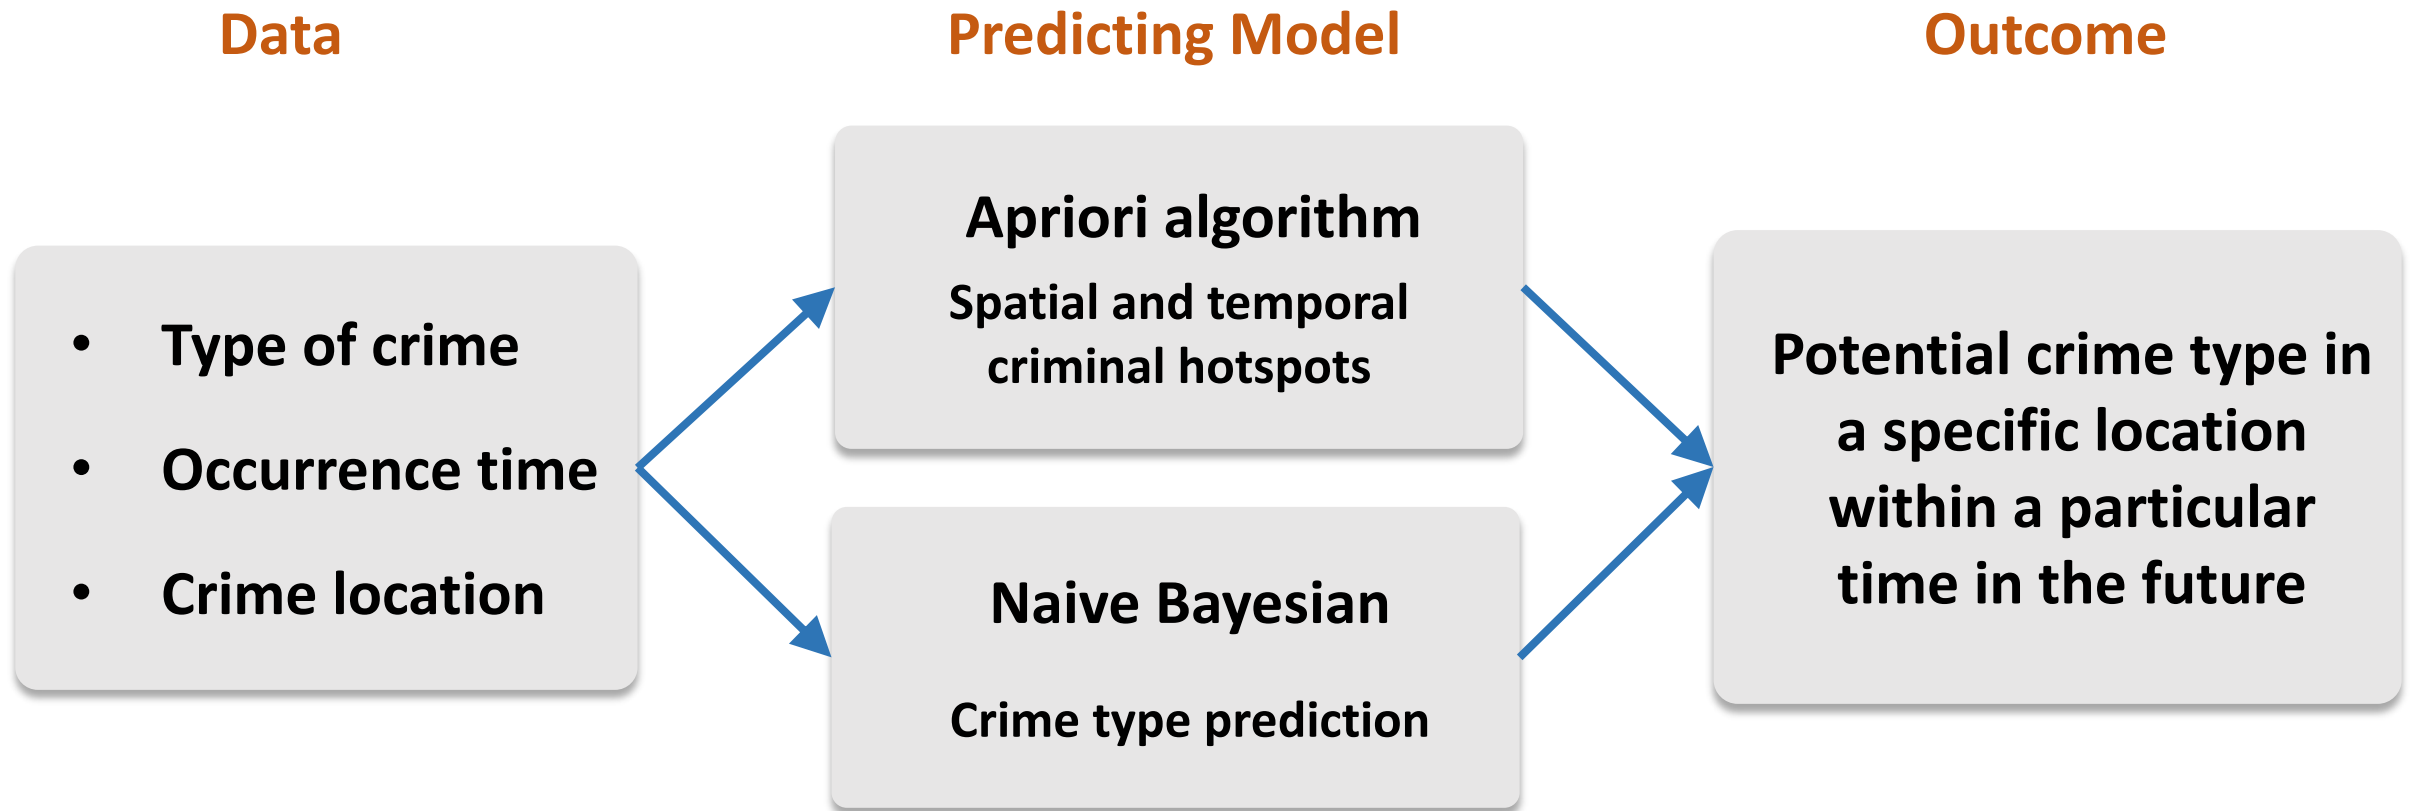 Data
Predicting Model
Outcome
• Type of crime
• Occurrence time
• Crime location
Apriori algorithm
Spatial and temporal
criminal hotspots
Naive Bayesian
Crime type prediction
Potential crime type in
a specific location
within a particular
time in the future